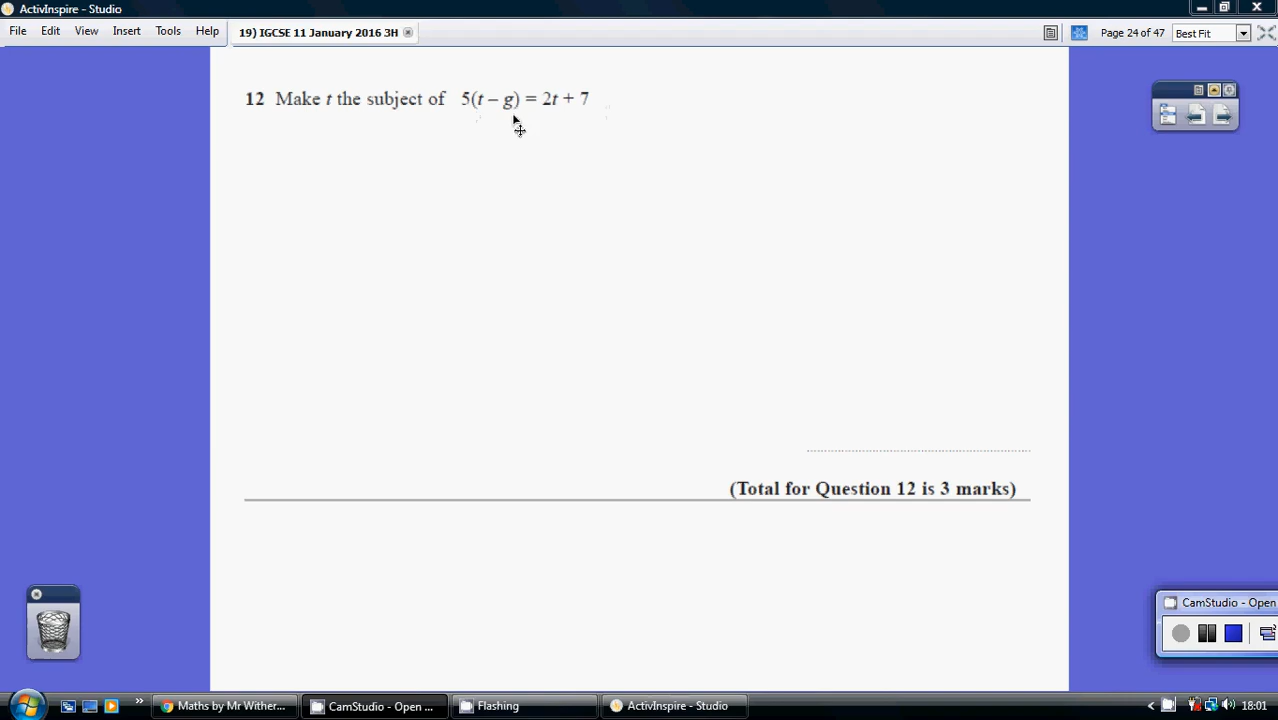 ActivInspire - Studio
File Edit View Insert Tools Help
19) IGCSE 11 January 2016 3H
Page 24 of 47
Best Fit
12 Make t the subject of 5(t – g) = 2t + 7
(Total for Question 12 is 3 marks)
CamStudio - Open
Maths by Mr Wither...
CamStudio - Open ...
Flashing
ActivInspire - Studio
18:01